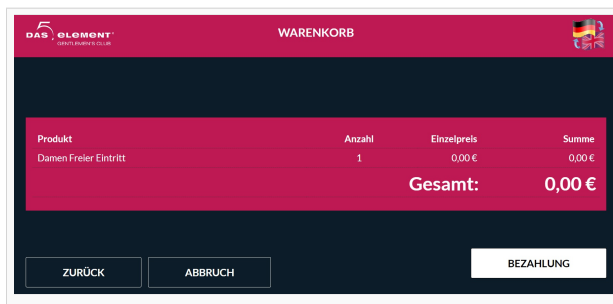 DAS 5 ELEMENT
GENTLEMEN'S CLUB
WARENKORB
Produkt Anzahl Einzelpreis Summe
Damen Freier Eintritt 1 0,00 € 0,00 €
Gesamt: 0,00 €
ZURÜCK ABBRUCH BEZAHLUNG